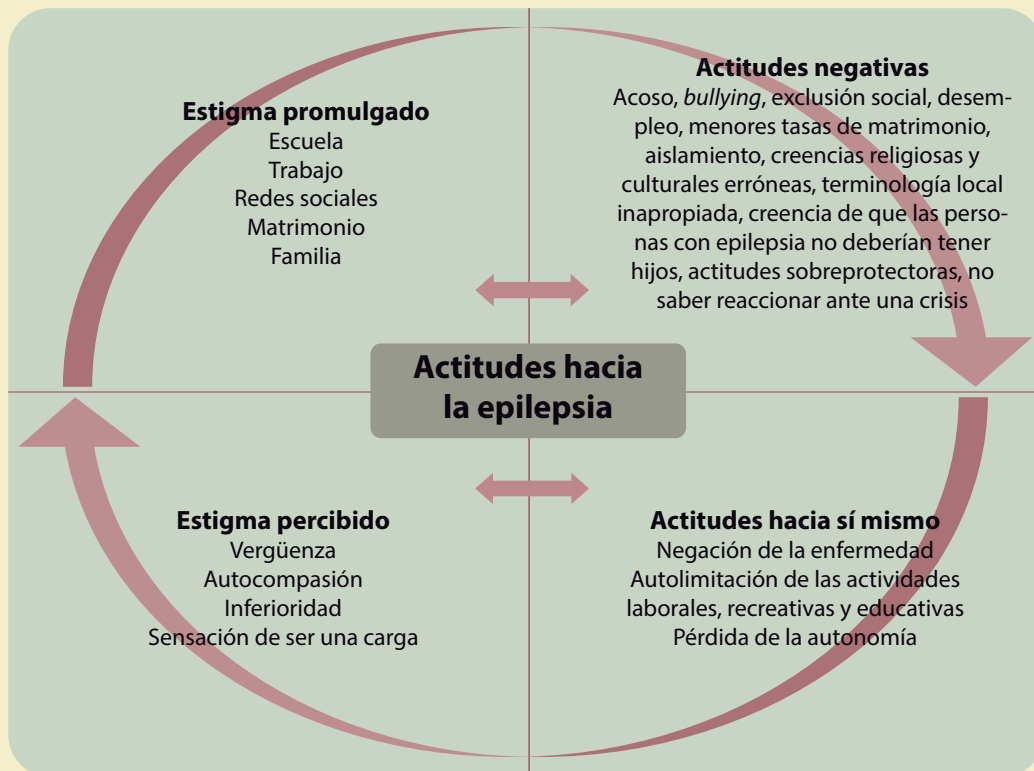 Estigma promulgado
Escuela
Trabajo
Redes sociales
Matrimonio
Familia
Actitudes negativas
Acoso, bullying, exclusión social, desem-
pleo, menores tasas de matrimonio,
aislamiento, creencias religiosas y
culturales erróneas, terminología local
inapropiada, creencia de que las perso-
nas con epilepsia no deberían tener
hijos, actitudes sobreprotectoras, no
saber reaccionar ante una crisis
Actitudes hacia
la epilepsia
Estigma percibido
Vergüenza
Autocompasión
Inferioridad
Sensación de ser una carga
Actitudes hacia sí mismo
Negación de la enfermedad
Autolimitación de las actividades
laborales, recreativas y educativas
Pérdida de la autonomía